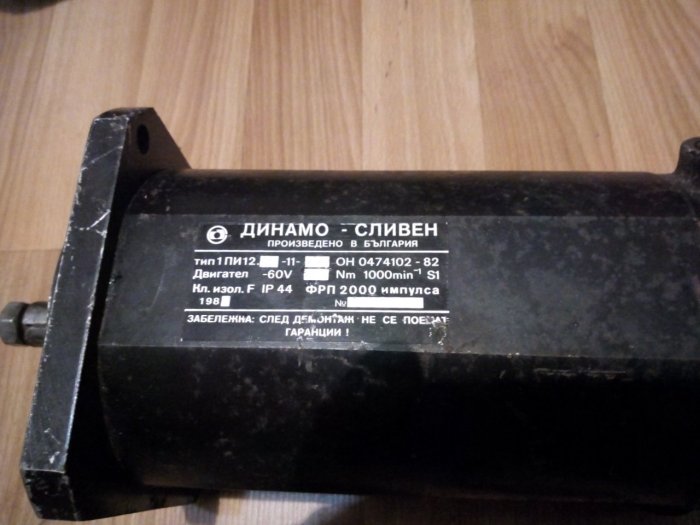 ДИНАМО - СЛИВЕН
ПРОИЗВЕДЕНО В БЪЛГАРИЯ
тип 1ПИ12. -11- ОН 0474102 - 82
Двигател -60V Nm 1000min⁻¹ S1
Кл. изол. F IP 44 ФРП 2000 импулса
198 №
ЗАБЕЛЕЖКА: СЛЕД ДЕМОНТАЖ НЕ СЕ ПОЕМАТ
ГАРАНЦИИ !